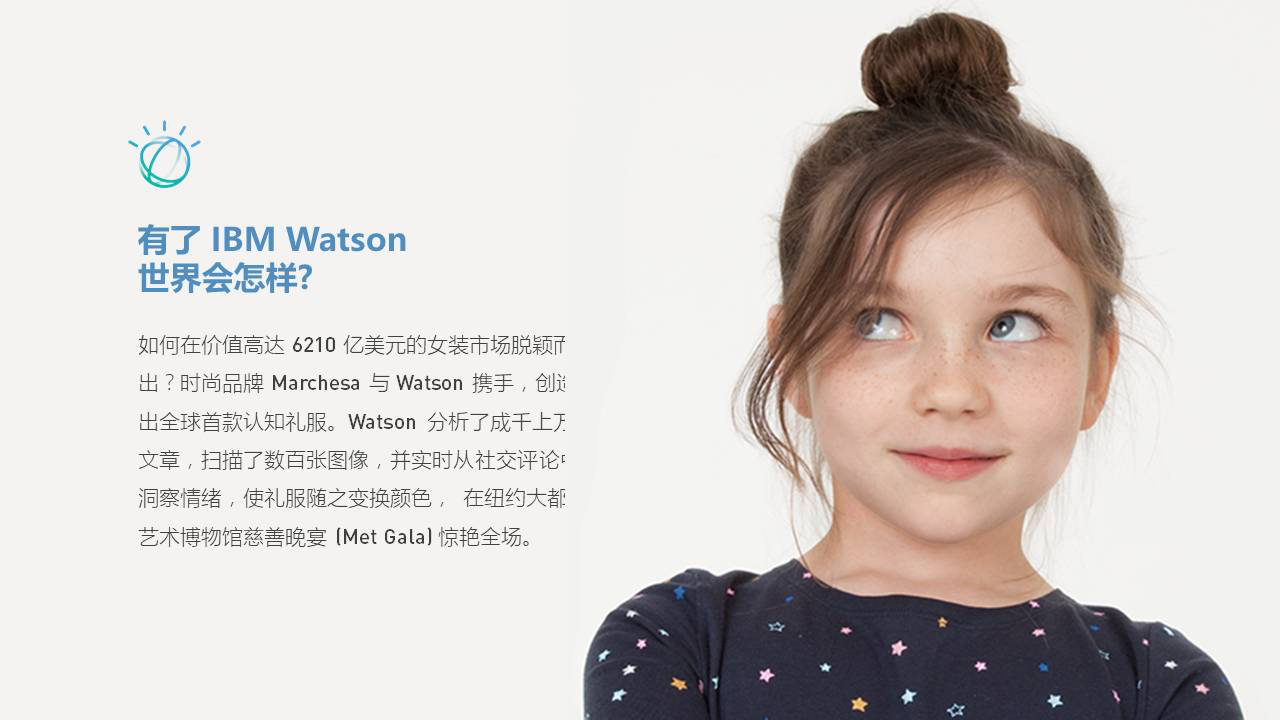 有了 IBM Watson
世界会怎样?
如何在价值高达 6210 亿美元的女装市场脱颖而
出？时尚品牌 Marchesa 与 Watson 携手，创造
出全球首款认知礼服。Watson 分析了成千上万
文章，扫描了数百张图像，并实时从社交评论中
洞察情绪，使礼服随之变换颜色， 在纽约大都
艺术博物馆慈善晚宴 (Met Gala) 惊艳全场。